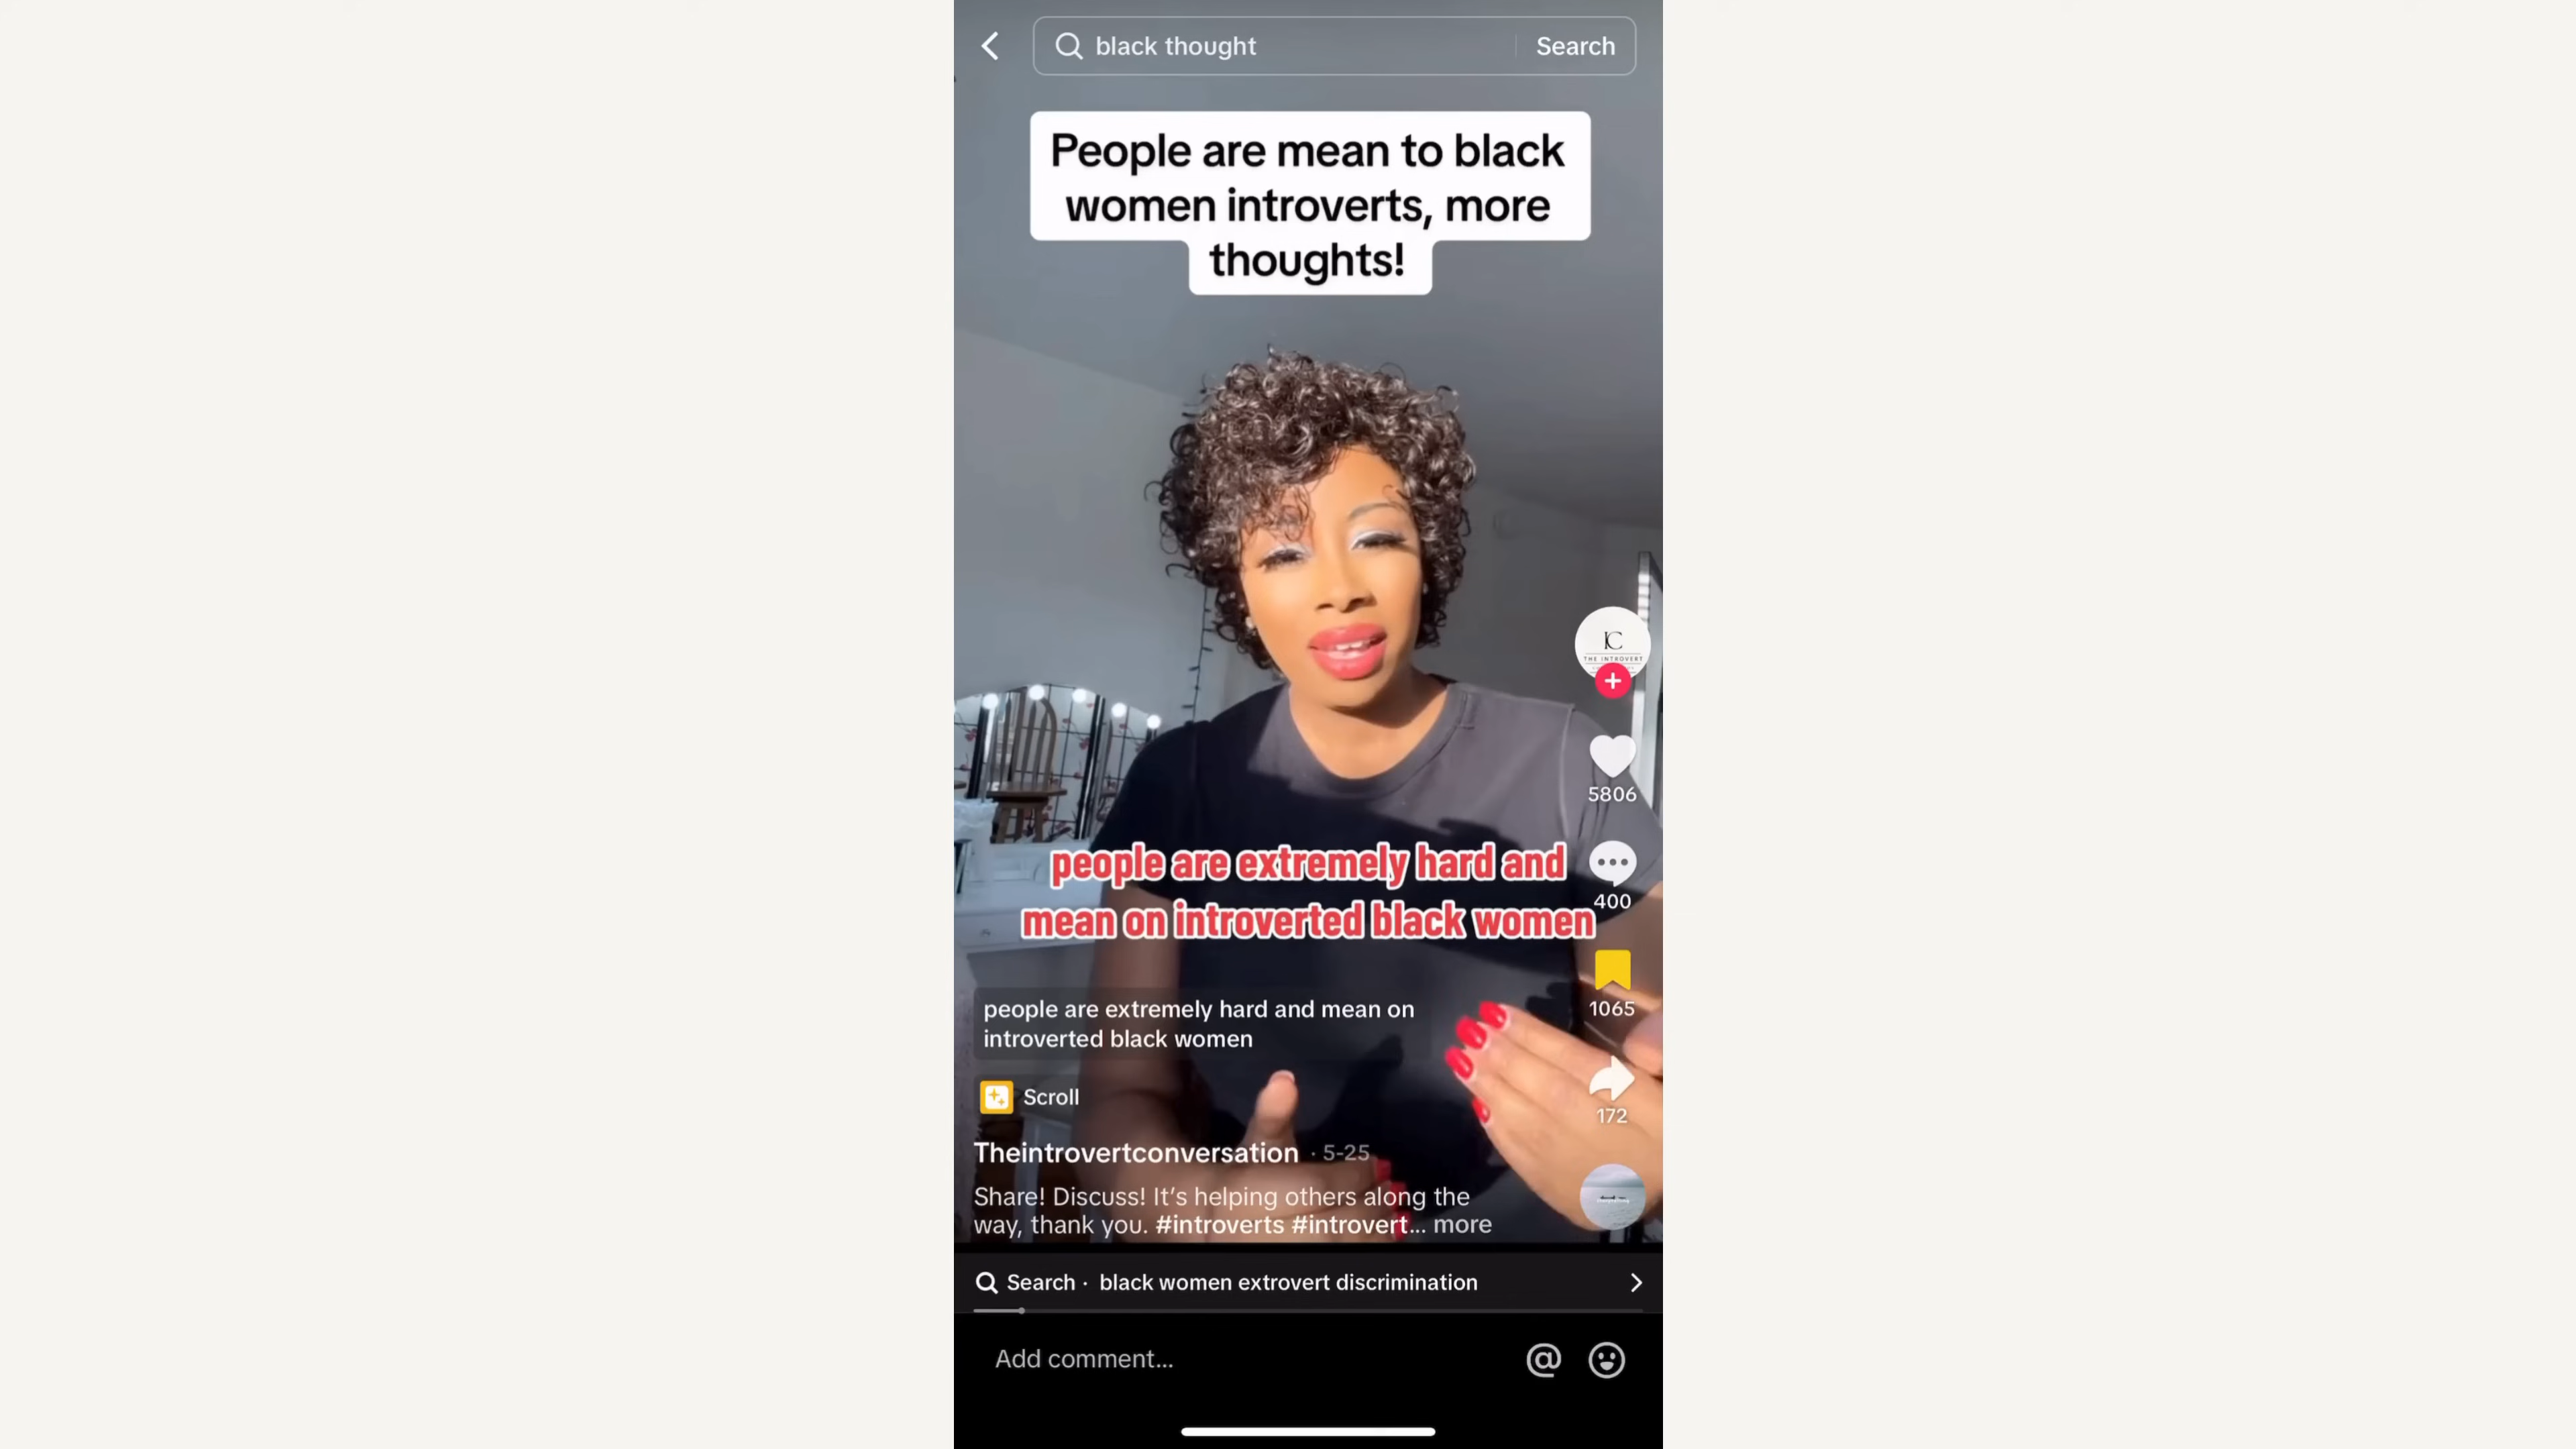 black thought
Search
People are mean to black
women introverts, more
thoughts!
IC
THE INTROVERT
5806
people are extremely hard and
mean on introverted black women
400
1065
people are extremely hard and mean on
introverted black women
Scroll
172
Theintrovertconversation · 5-25
Share! Discuss! It’s helping others along the
way, thank you. #introverts #introvert... more
Search · black women extrovert discrimination
Add comment...
@